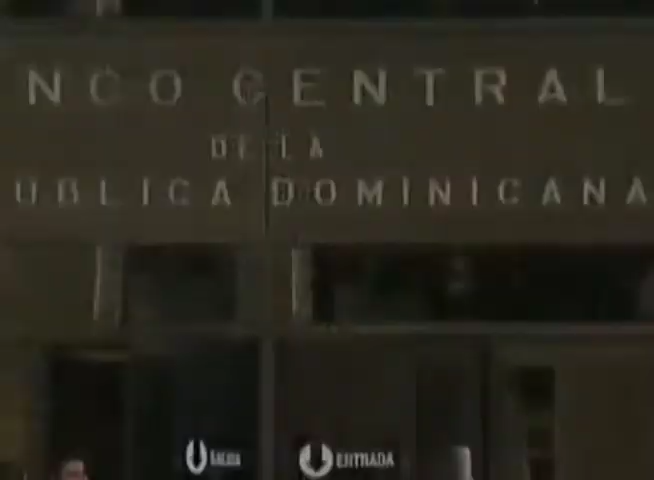 NCO CENTRAL
DE LA
UBLICA DOMINICANA
SALIDA ENTRADA